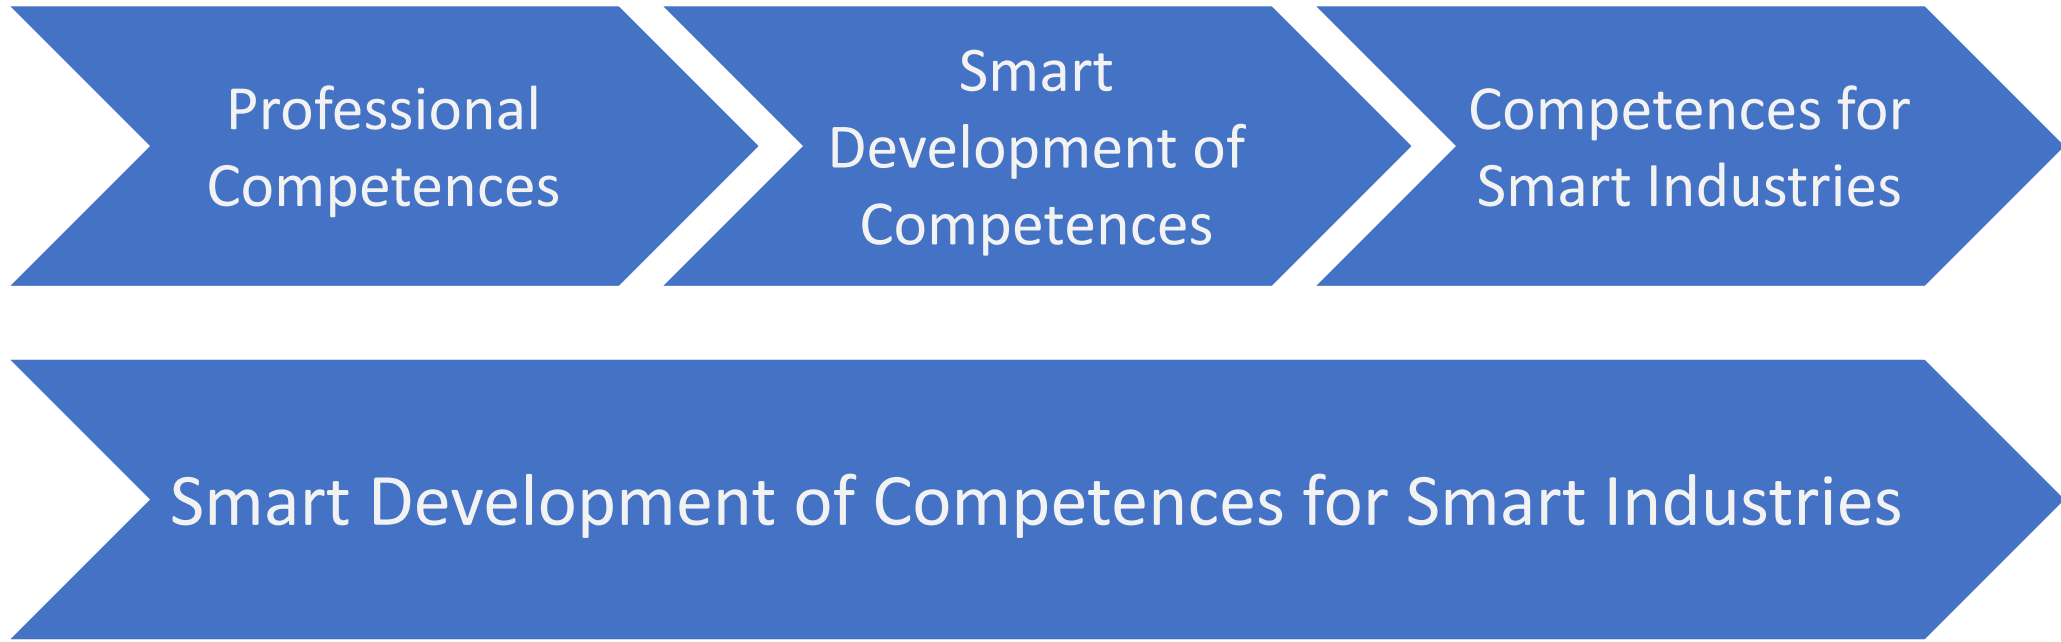 Professional
Competences
Smart
Development of
Competences
Competences for
Smart Industries
Smart Development of Competences for Smart Industries